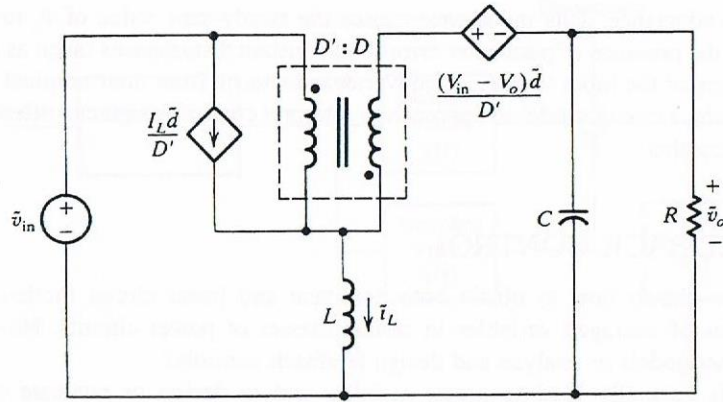 D' : D
+ −
(V_in − V_o) d̃ / D'
I_L d̃ / D'
ṽ_in
+
−
C
R
+
ṽ_o
−
L
ĩ_L